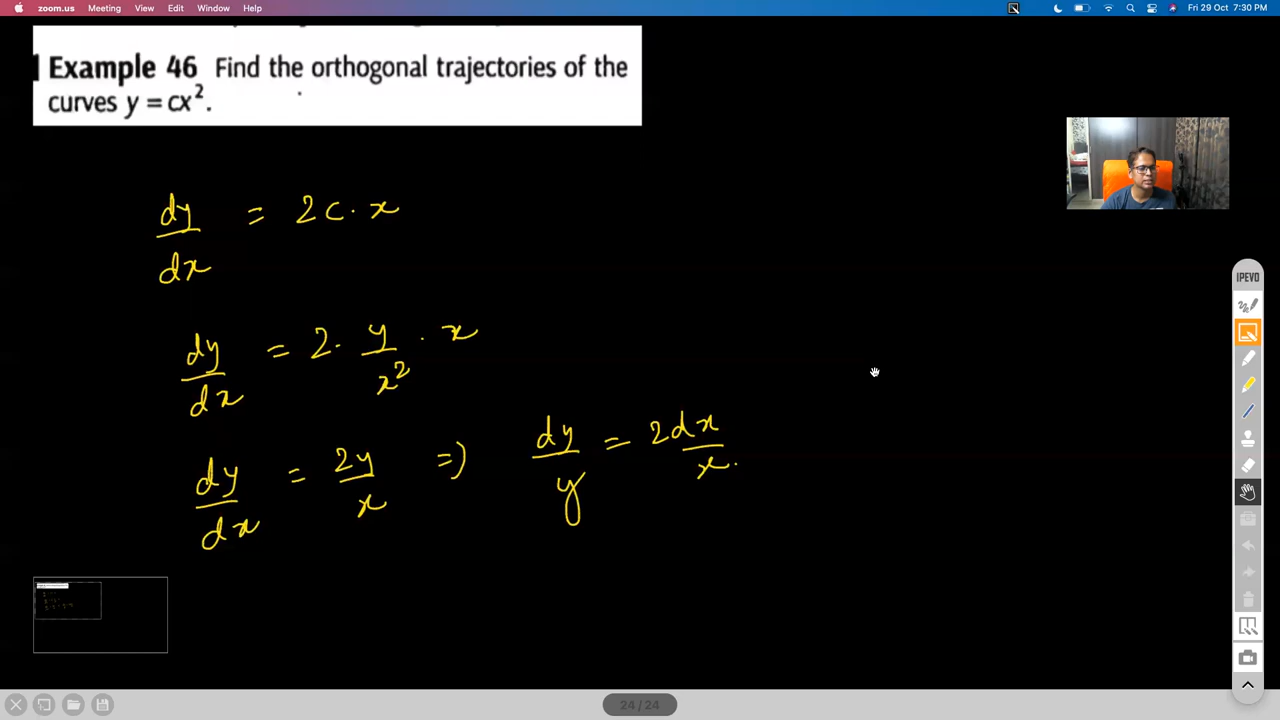 zoom.us Meeting View Edit Window Help Fri 29 Oct 7:30 PM
Example 46 Find the orthogonal trajectories of the
curves y = cx².
dy/dx = 2c · x
dy/dx = 2 · y/x² · x
dy/dx = 2y/x => dy/y = 2dx/x.
IPEVO
24 / 24